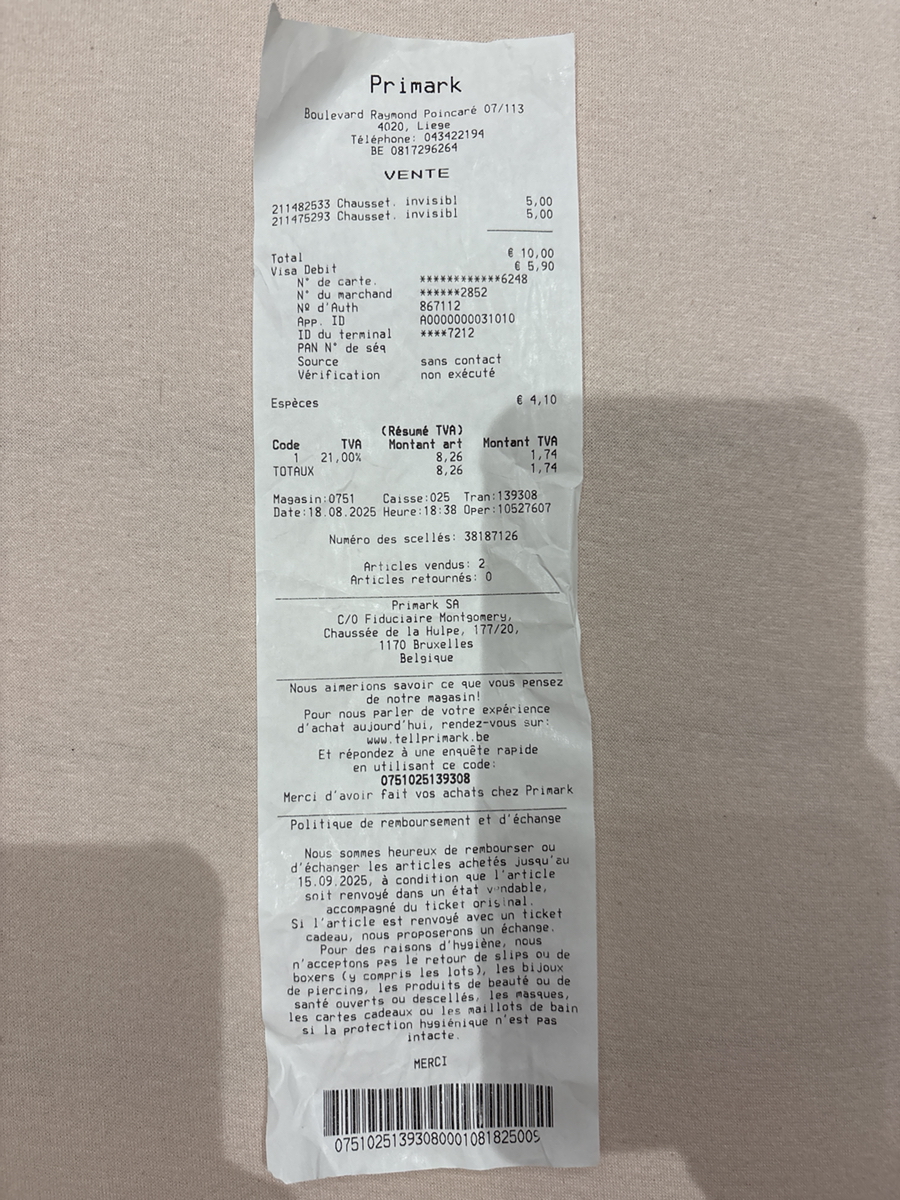 Primark
Boulevard Raymond Poincaré 07/113
4020, Liege
Téléphone: 043422194
BE 0817296264
VENTE
211482533 Chausset. invisibl 5,00
211475293 Chausset. invisibl 5,00
Total € 10,00
Visa Debit € 5,90
N° de carte. ************6248
N° du marchand ******2852
Nº d'Auth 867112
App. ID A0000000031010
ID du terminal ****7212
PAN N° de séq
Source sans contact
Vérification non exécuté
Espèces € 4,10
(Résumé TVA)
Code TVA Montant art Montant TVA
1 21,00% 8,26 1,74
TOTAUX 8,26 1,74
Magasin:0751 Caisse:025 Tran:139308
Date:18.08.2025 Heure:18:38 Oper:10527607
Numéro des scellés: 38187126
Articles vendus: 2
Articles retournés: 0
Primark SA
C/O Fiduciaire Montgomery,
Chaussée de la Hulpe, 177/20,
1170 Bruxelles
Belgique
Nous aimerions savoir ce que vous pensez
de notre magasin!
Pour nous parler de votre expérience
d'achat aujourd'hui, rendez-vous sur:
www.tellprimark.be
Et répondez à une enquête rapide
en utilisant ce code:
0751025139308
Merci d'avoir fait vos achats chez Primark
Politique de remboursement et d'échange
Nous sommes heureux de rembourser ou
d'échanger les articles achetés jusqu'au
15.09.2025, à condition que l'article
soit renvoyé dans un état vendable,
accompagné du ticket original.
Si l'article est renvoyé avec un ticket
cadeau, nous proposerons un échange.
Pour des raisons d'hygiène, nous
n'acceptons pas le retour de slips ou de
boxers (y compris les lots), les bijoux
de piercing, les produits de beauté ou de
santé ouverts ou descellés, les masques,
les cartes cadeaux ou les maillots de bain
si la protection hygiénique n'est pas
intacte.
MERCI
07510251393080001081825009